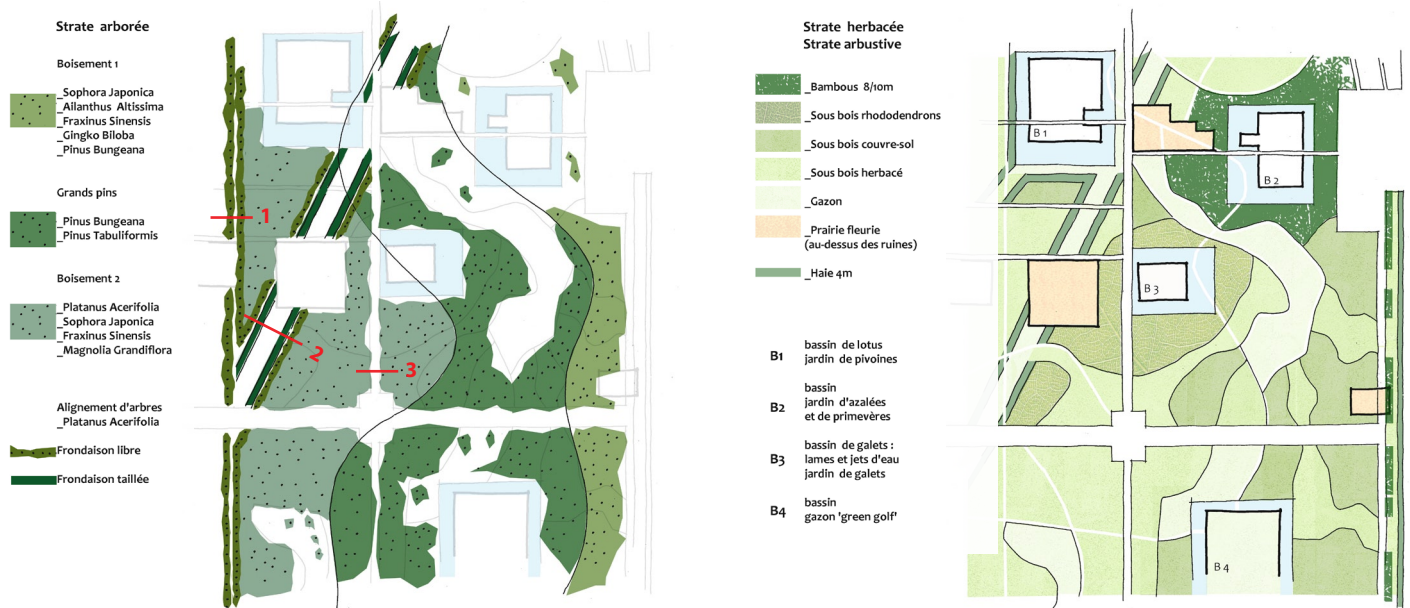 Strate arborée
Boisement 1
_Sophora Japonica
_Ailanthus Altissima
_Fraxinus Sinensis
_Gingko Biloba
_Pinus Bungeana
Grands pins
_Pinus Bungeana
_Pinus Tabuliformis
Boisement 2
_Platanus Acerifolia
_Sophora Japonica
_Fraxinus Sinensis
_Magnolia Grandiflora
Alignement d'arbres
_Platanus Acerifolia
Frondaison libre
Frondaison taillée
1
2
3
Strate herbacée
Strate arbustive
_Bambous 8/10m
_Sous bois rhododendrons
_Sous bois couvre-sol
_Sous bois herbacé
_Gazon
_Prairie fleurie
(au-dessus des ruines)
_Haie 4m
B1
bassin de lotus
jardin de pivoines
B2
bassin
jardin d'azalées
et de primevères
B3
bassin de galets :
lames et jets d'eau
jardin de galets
B4
bassin
gazon 'green golf'
B 1
B 2
B 3
B 4